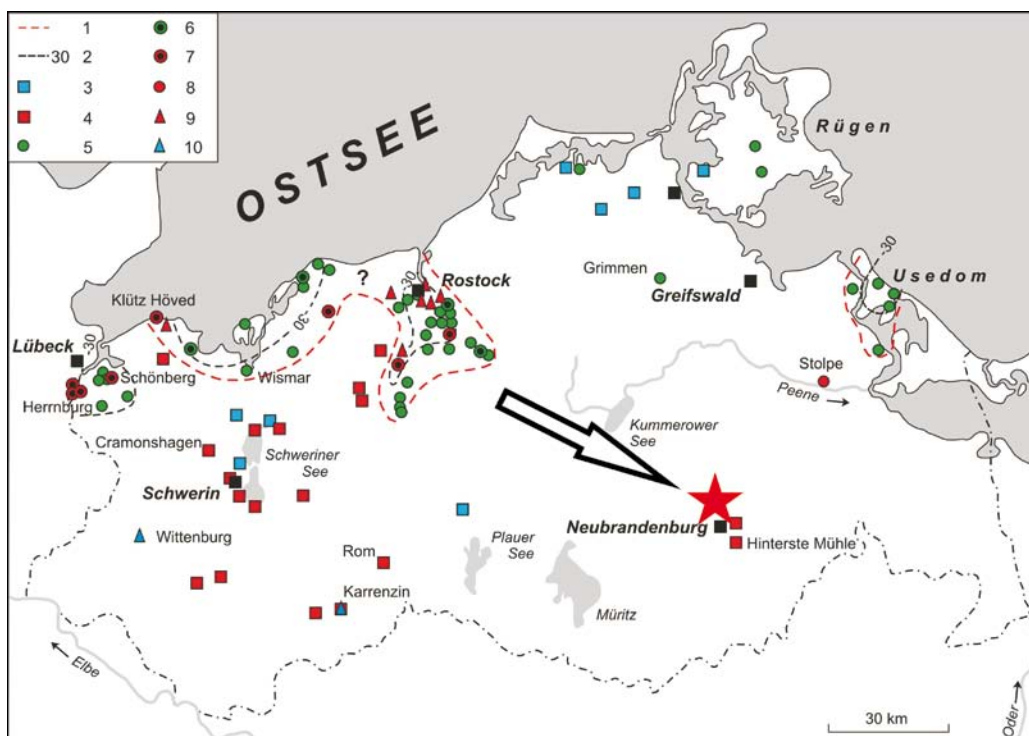 1
-30 2
3
4
5
6
7
8
9
10
OSTSEE
Rügen
Usedom
-30
Grimmen
Greifswald
Rostock
-30
?
-30
Klütz Höved
Lübeck
-30
Schönberg
Herrnburg
Wismar
Stolpe
Peene
Kummerower
See
Cramonshagen
Schweriner
See
Schwerin
Wittenburg
Neubrandenburg
Hinterste Mühle
Plauer
See
Müritz
Rom
Karrenzin
Elbe
Oder
30 km